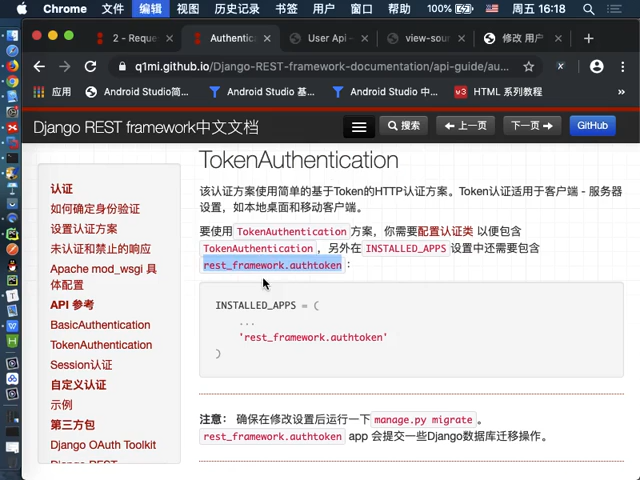 Chrome 文件 编辑 视图 历史记录 书签 用户 窗口 帮助 100% 周五 16:18
2 - Reque
Authentic
User Api -
view-sour
修改 用户
q1mi.github.io/Django-REST-framework-documentation/api-guide/au...
应用 Android Studio简... Android Studio 基... Android Studio 中... v3 HTML 系列教程 »
Django REST framework中文文档 搜索 上一页 下一页 GitHub
认证
如何确定身份验证
设置认证方案
未认证和禁止的响应
Apache mod_wsgi 具
体配置
API 参考
BasicAuthentication
TokenAuthentication
Session认证
自定义认证
示例
第三方包
Django OAuth Toolkit
Django REST
TokenAuthentication
该认证方案使用简单的基于Token的HTTP认证方案。Token认证适用于客户端 - 服务器
设置，如本地桌面和移动客户端。
要使用 TokenAuthentication 方案，你需要配置认证类 以便包含
TokenAuthentication ，另外在 INSTALLED_APPS 设置中还需要包含
rest_framework.authtoken ：
INSTALLED_APPS = (
...
'rest_framework.authtoken'
)
注意： 确保在修改设置后运行一下 manage.py migrate 。
rest_framework.authtoken app 会提交一些Django数据库迁移操作。